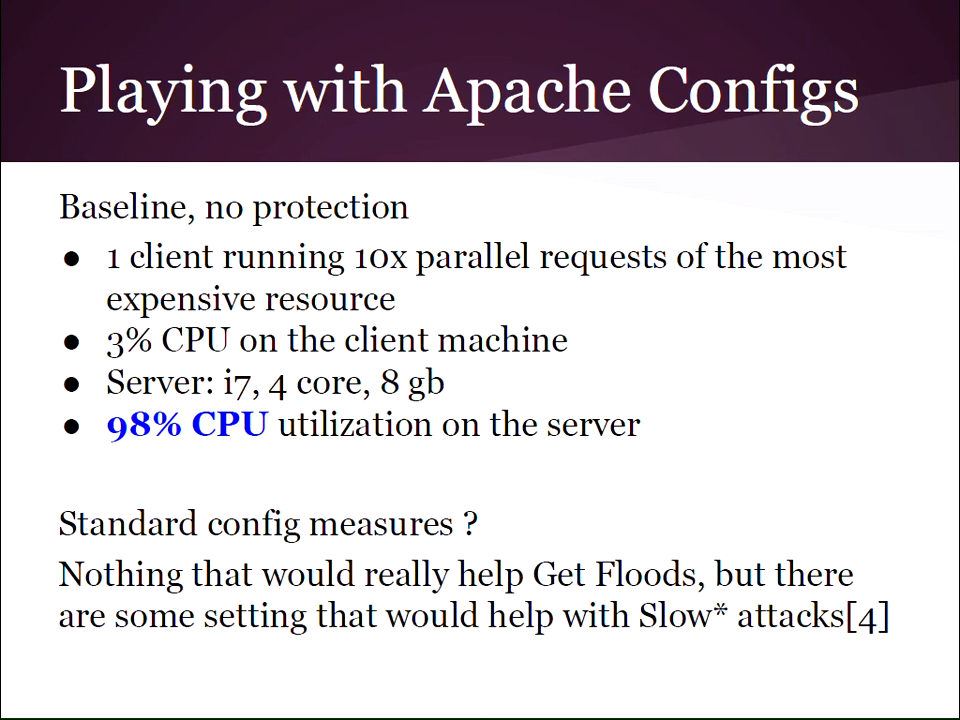 Playing with Apache Configs
Baseline, no protection
● 1 client running 10x parallel requests of the most
expensive resource
● 3% CPU on the client machine
● Server: i7, 4 core, 8 gb
● 98% CPU utilization on the server
Standard config measures ?
Nothing that would really help Get Floods, but there
are some setting that would help with Slow* attacks[4]